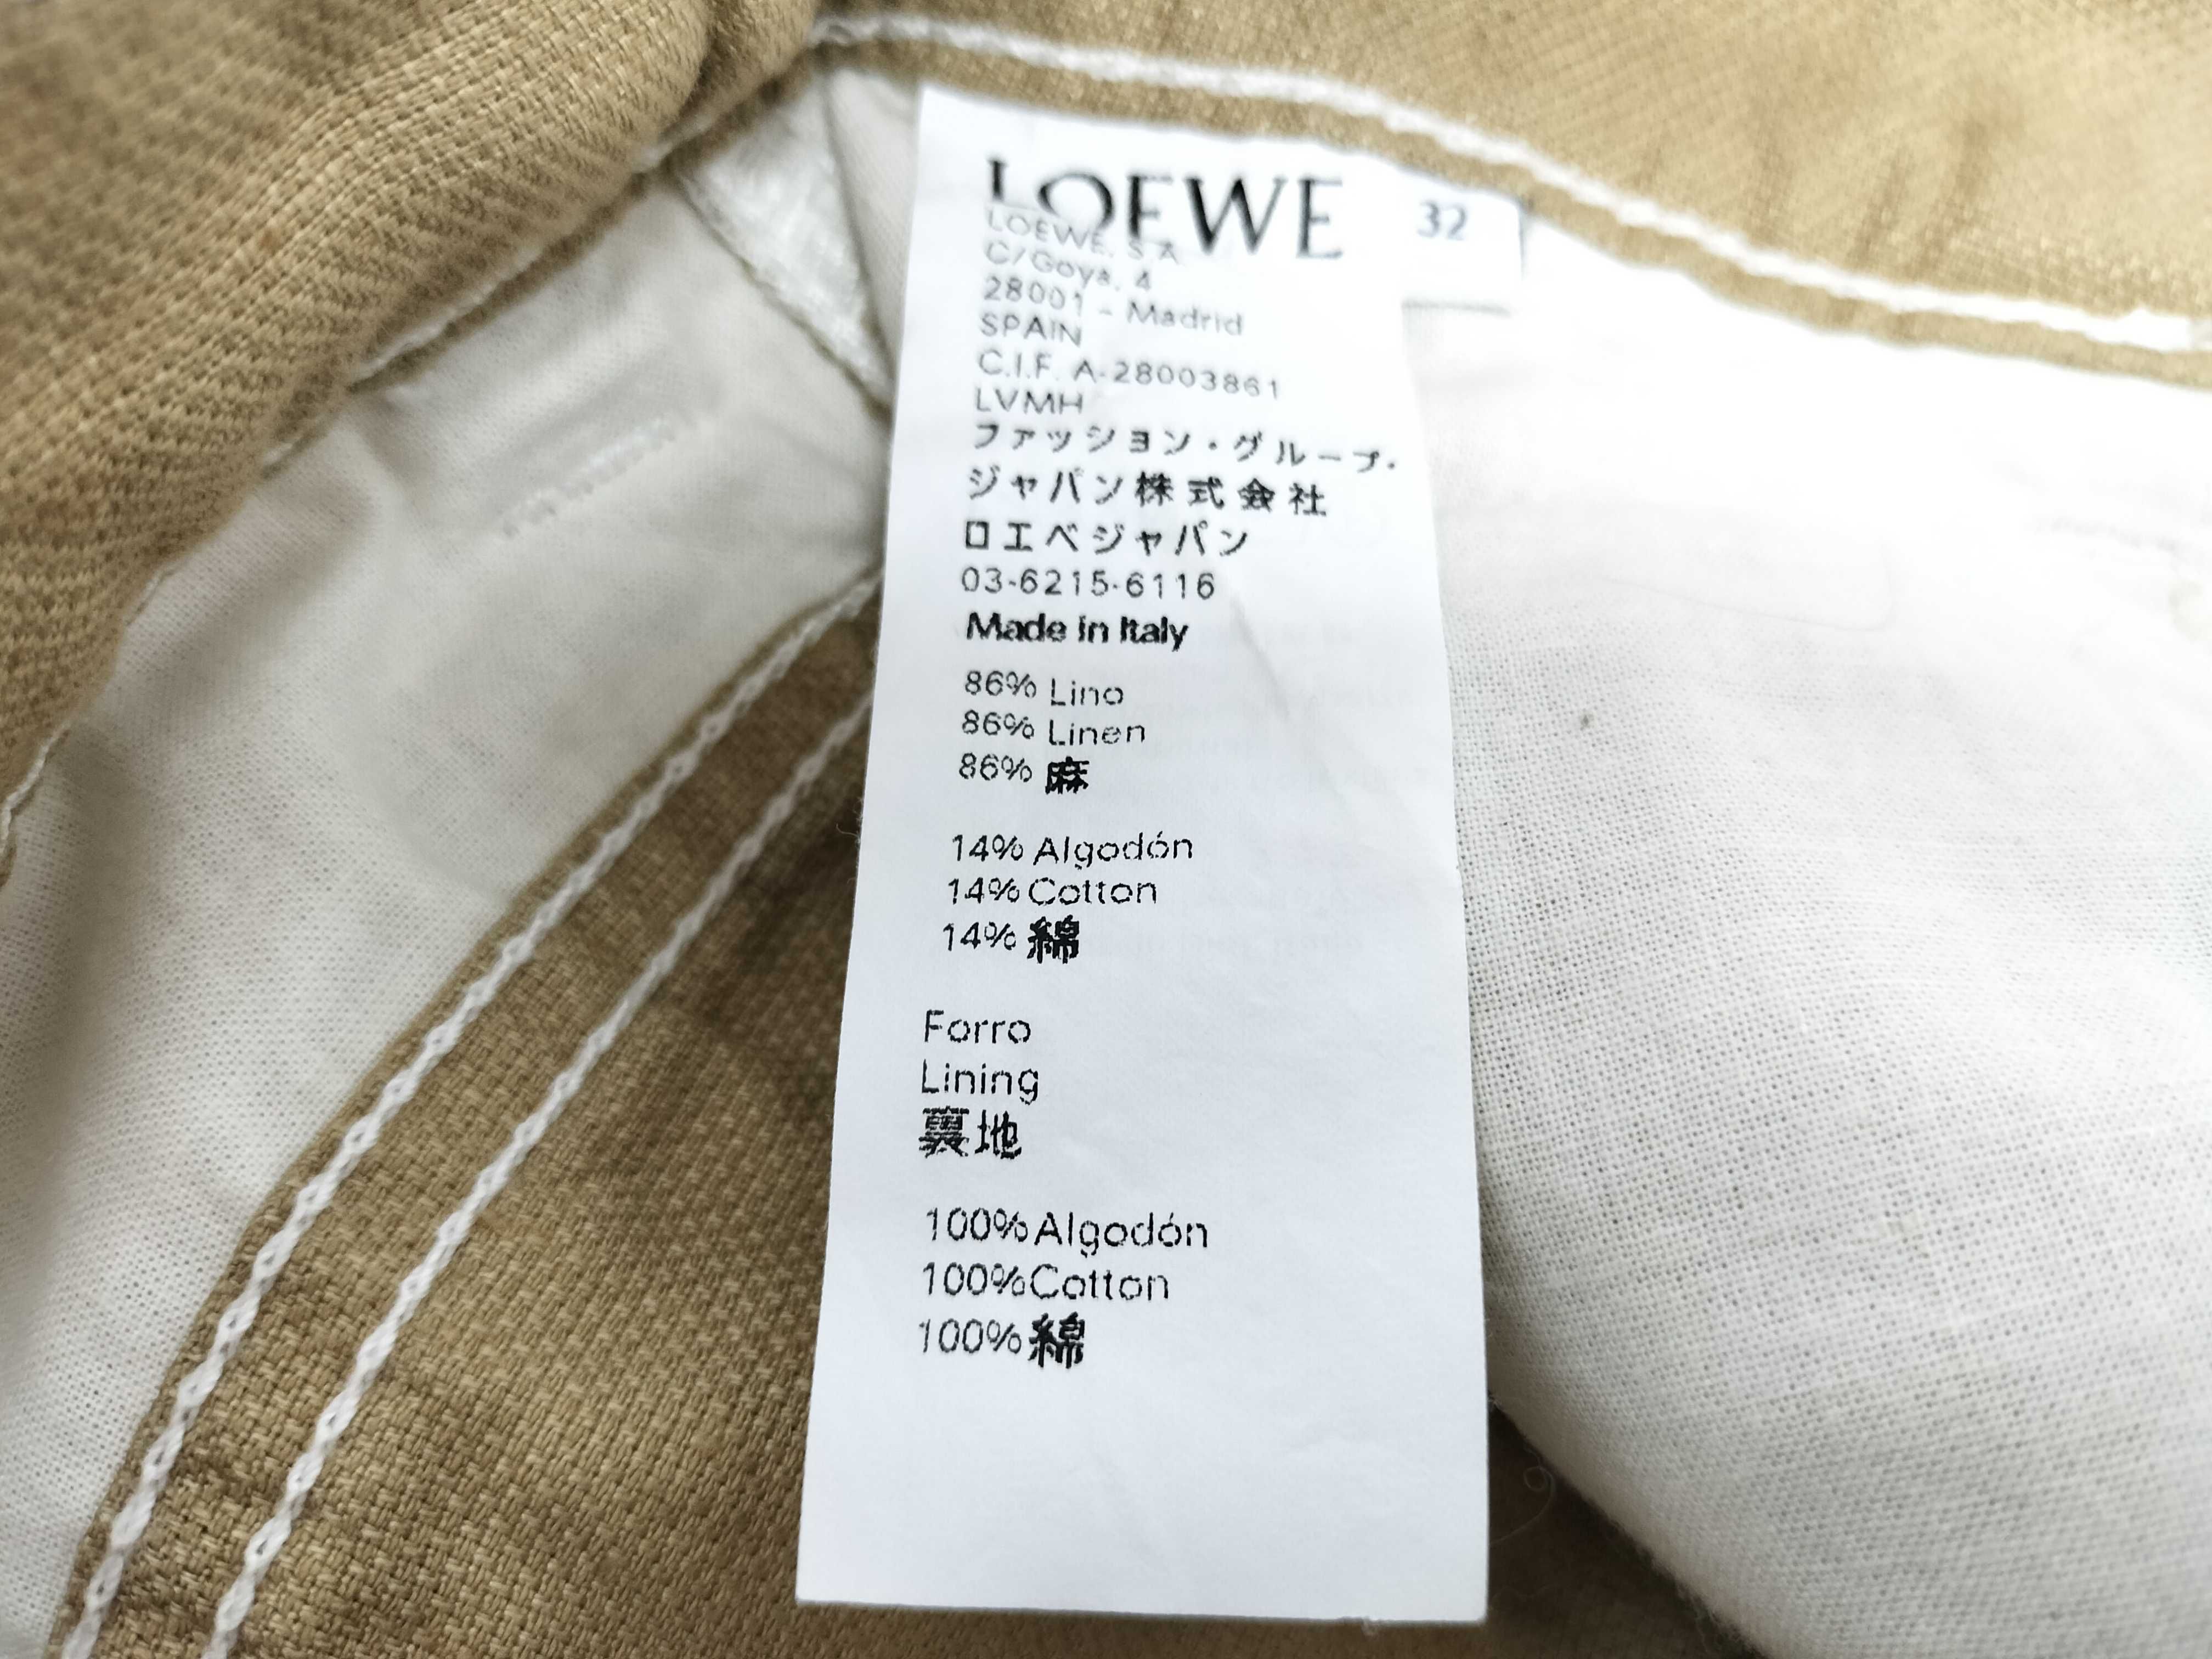 LOEWE
32
LOEWE, S.A.
C/Goya, 4
28001 - Madrid
SPAIN
C.I.F. A-28003861
LVMH
ファッション・グループ・
ジャパン株式会社
ロエベジャパン
03-6215-6116
Made in Italy
86% Lino
86% Linen
86% 麻
14% Algodón
14% Cotton
14% 綿
Forro
Lining
裏地
100% Algodón
100% Cotton
100% 綿